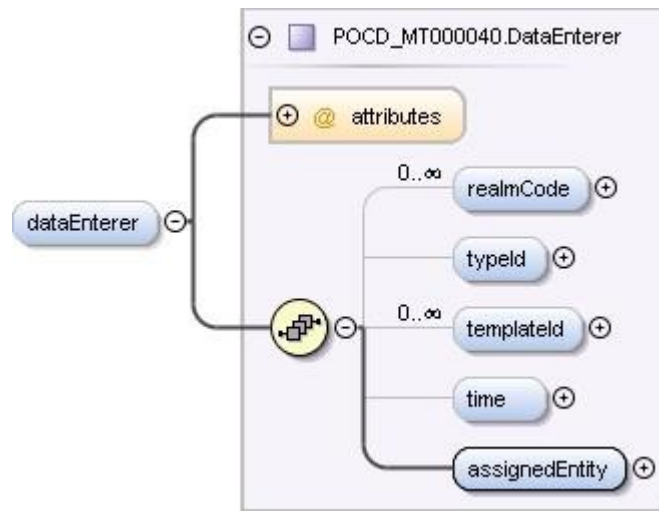 POCD_MT000040.DataEnterer
@ attributes
0..∞
realmCode
dataEnterer
typeId
0..∞
templateId
time
assignedEntity